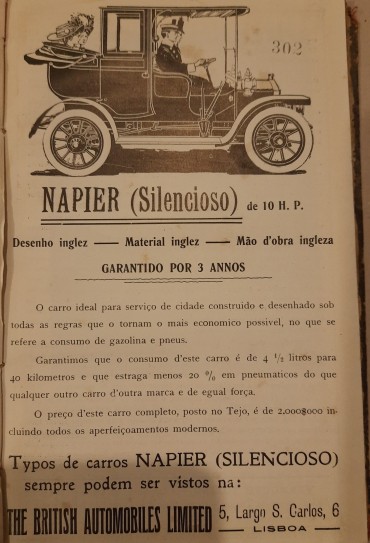 302
NAPIER (Silencioso) de 10 H. P.
Desenho inglez — Material inglez — Mão d'obra ingleza
GARANTIDO POR 3 ANNOS
O carro ideal para serviço de cidade construido e desenhado sob
todas as regras que o tornam o mais economico possivel, no que se
refere a consumo de gazolina e pneus.
Garantimos que o consumo d'este carro é de 4 1/2 litros para
40 kilometros e que estraga menos 20 % em pneumaticos do que
qualquer outro carro d'outra marca e de egual força.
O preço d'este carro completo, posto no Tejo, é de 2,000$000 in-
cluindo todos os aperfeiçoamentos modernos.
Typos de carros NAPIER (SILENCIOSO)
sempre podem ser vistos na:
THE BRITISH AUTOMOBILES LIMITED 5, Largo S. Carlos, 6
— LISBOA —